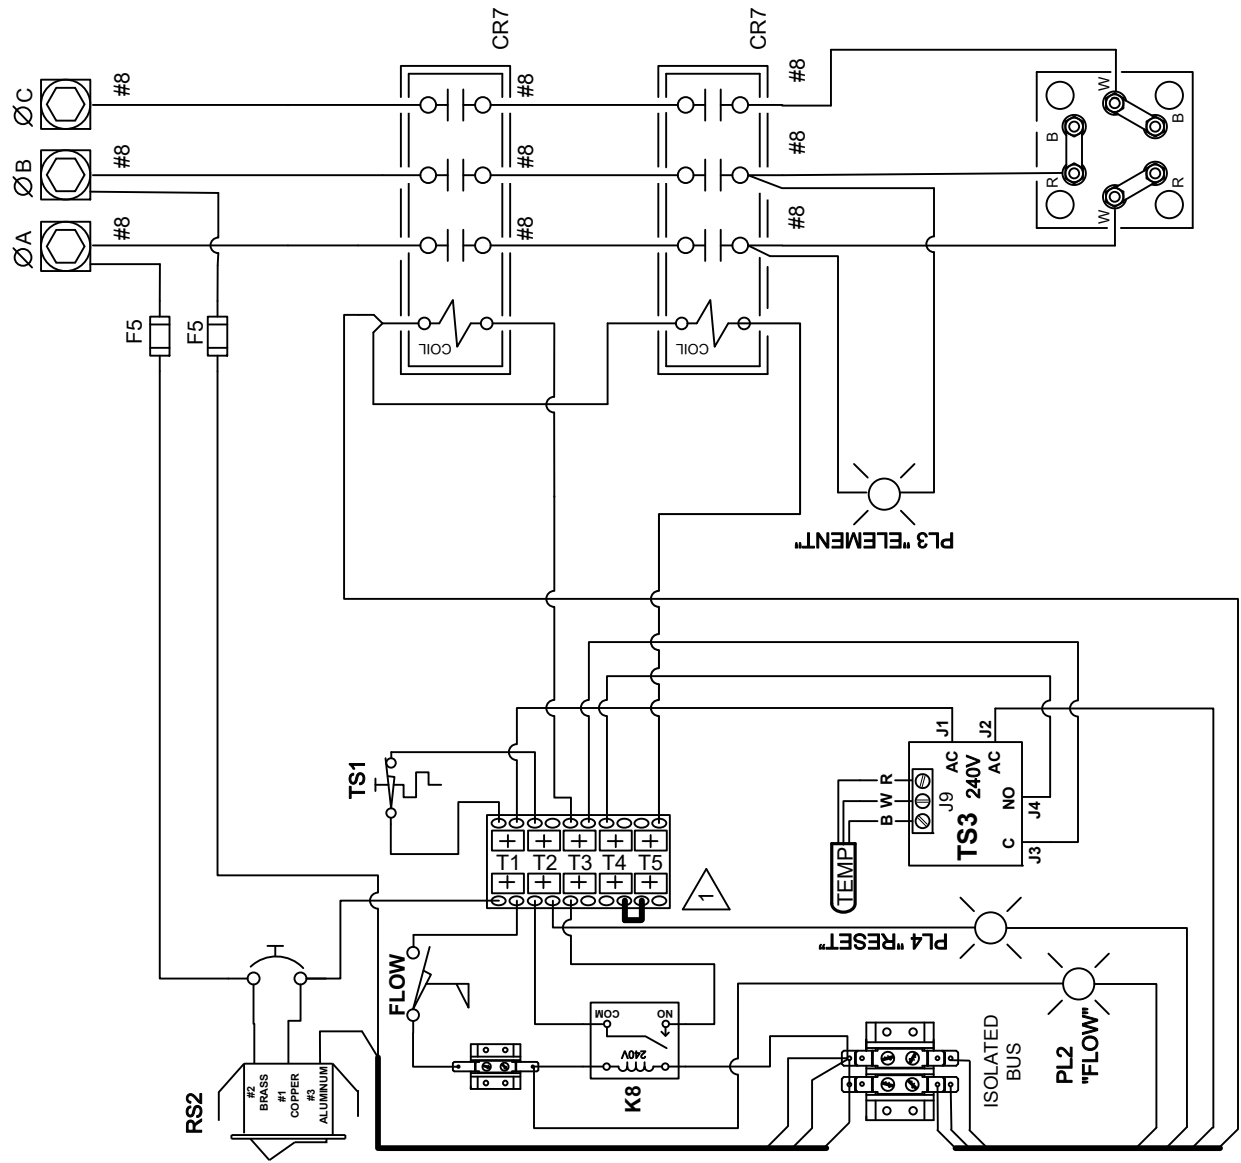 ØC
ØB
ØA
#8
#8
#8
CR7
CR7
#8
#8
#8
#8
#8
#8
F5
F5
COIL
COIL
W
B
B
R
W
R
PL3 "ELEMENT"
TS1
T1
T2
T3
T4
T5
1
FLOW
RS2
#2
BRASS
#1
COPPER
#3
ALUMINUM
COM
NO
240V
K8
TEMP
R
W
B
J9
J1
J2
AC
AC
240V
TS3
NO
C
J4
J3
PL4 "RESET"
PL2
"FLOW"
ISOLATED
BUS